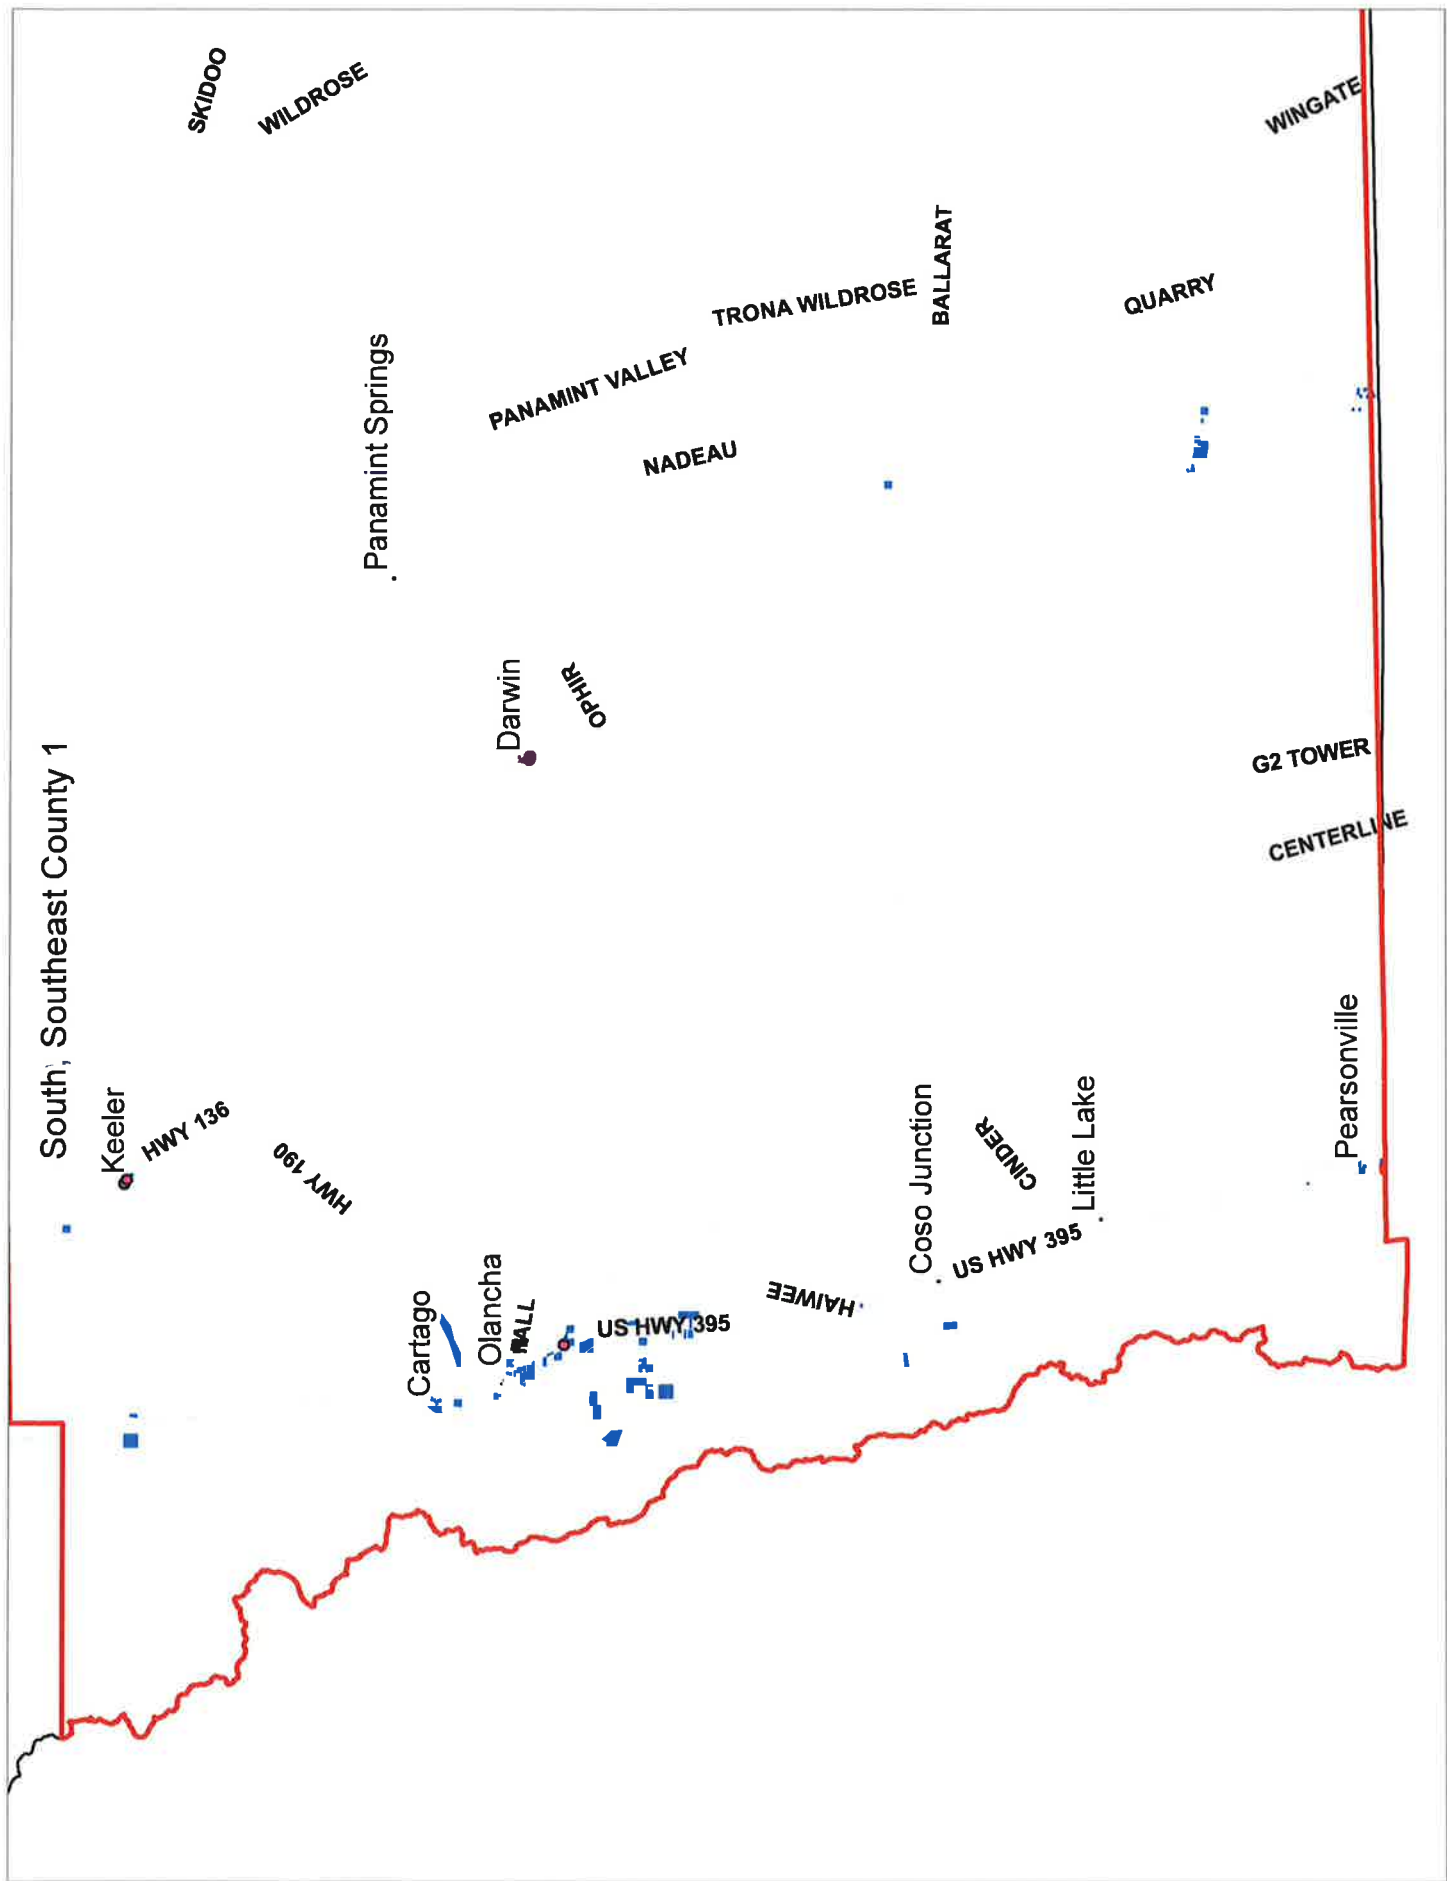 South, Southeast County 1
Keeler
HWY 136
HWY 190
SKIDOO
WILDROSE
Panamint Springs
Cartago
Olancha
Darwin
OPHIR
PANAMINT VALLEY
NADEAU
TRONA WILDROSE
US HWY 395
HAIWEE
BALLARAT
Coso Junction
US HWY 395
CINDER
Little Lake
QUARRY
WINGATE
G2 TOWER
CENTERLINE
Pearsonville